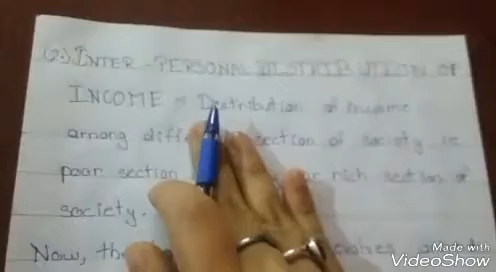 (2.) INTER - PERSONAL DISTRIBUTION OF
INCOME = Distribution of income
among section of society ie
poor section rich section of
society.
Now, the
Made with
VideoShow